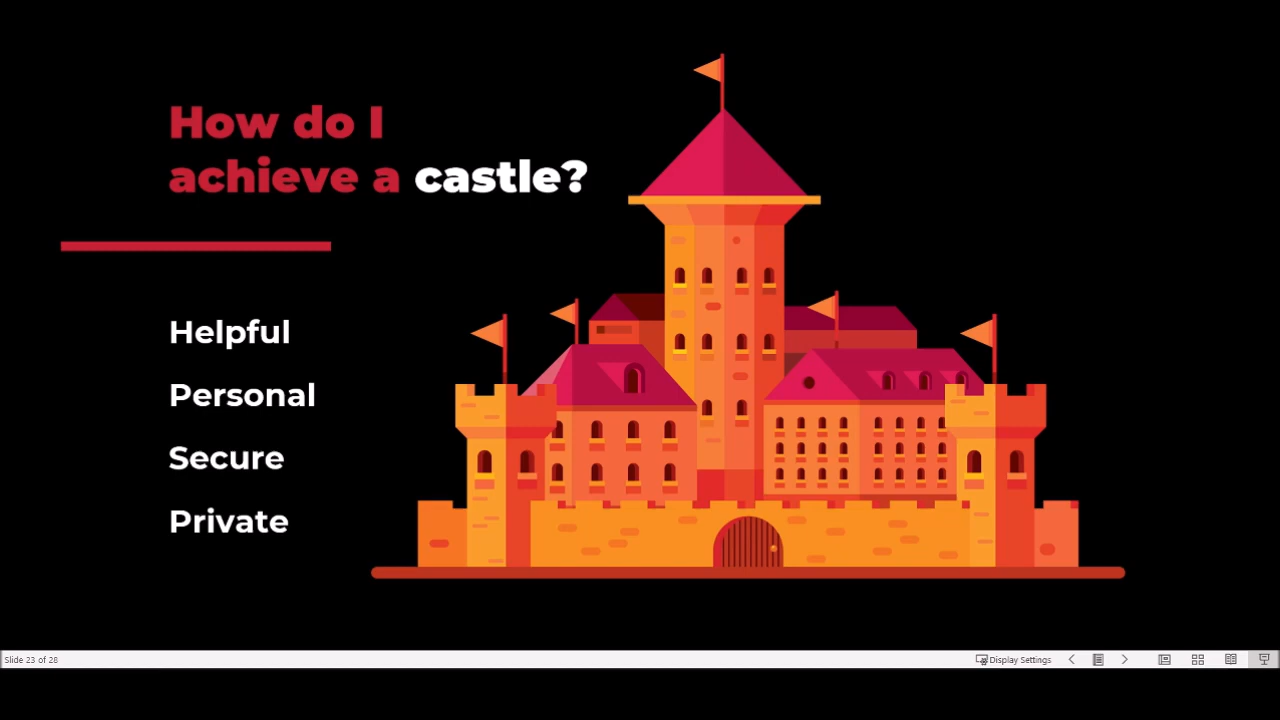 How do I
achieve a castle?
Helpful
Personal
Secure
Private
Slide 23 of 28
Display Settings